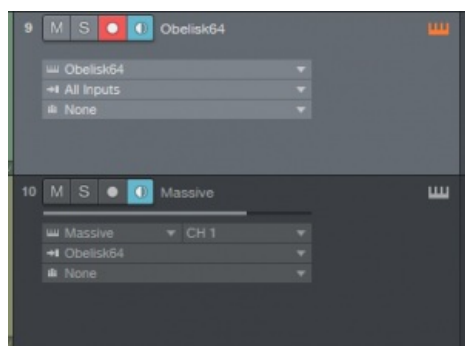 9 M S Obelisk64
Obelisk64
All Inputs
None
10 M S Massive
Massive CH 1
Obelisk64
None